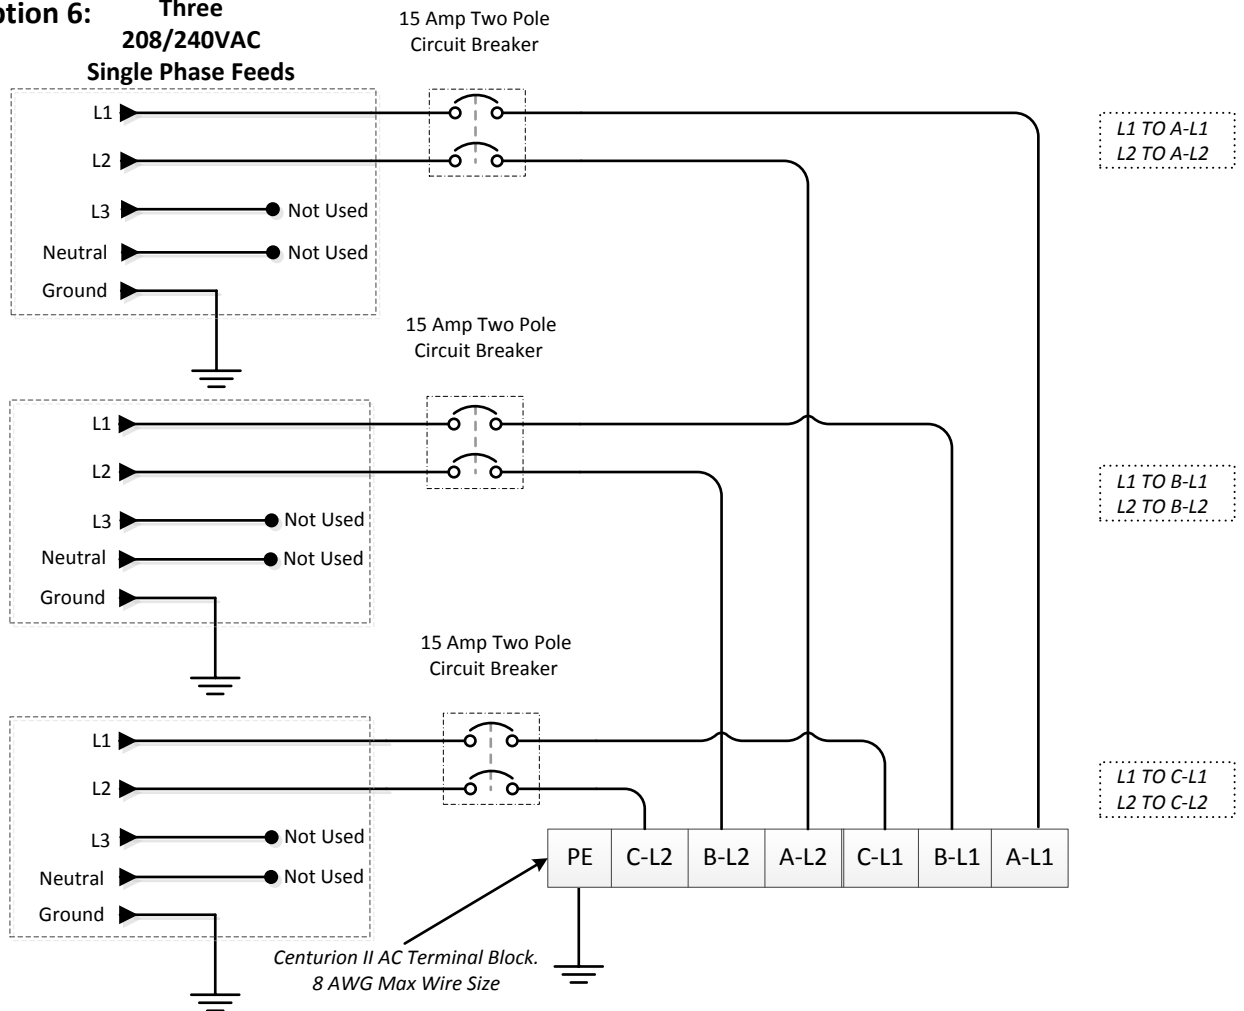 ption 6:
Three
208/240VAC
Single Phase Feeds
15 Amp Two Pole
Circuit Breaker
L1
L2
L3
Not Used
Neutral
Not Used
Ground
L1 TO A-L1
L2 TO A-L2
15 Amp Two Pole
Circuit Breaker
L1
L2
L3
Not Used
Neutral
Not Used
Ground
L1 TO B-L1
L2 TO B-L2
15 Amp Two Pole
Circuit Breaker
L1
L2
L3
Not Used
Neutral
Not Used
Ground
L1 TO C-L1
L2 TO C-L2
PE C-L2 B-L2 A-L2 C-L1 B-L1 A-L1
Centurion II AC Terminal Block.
8 AWG Max Wire Size